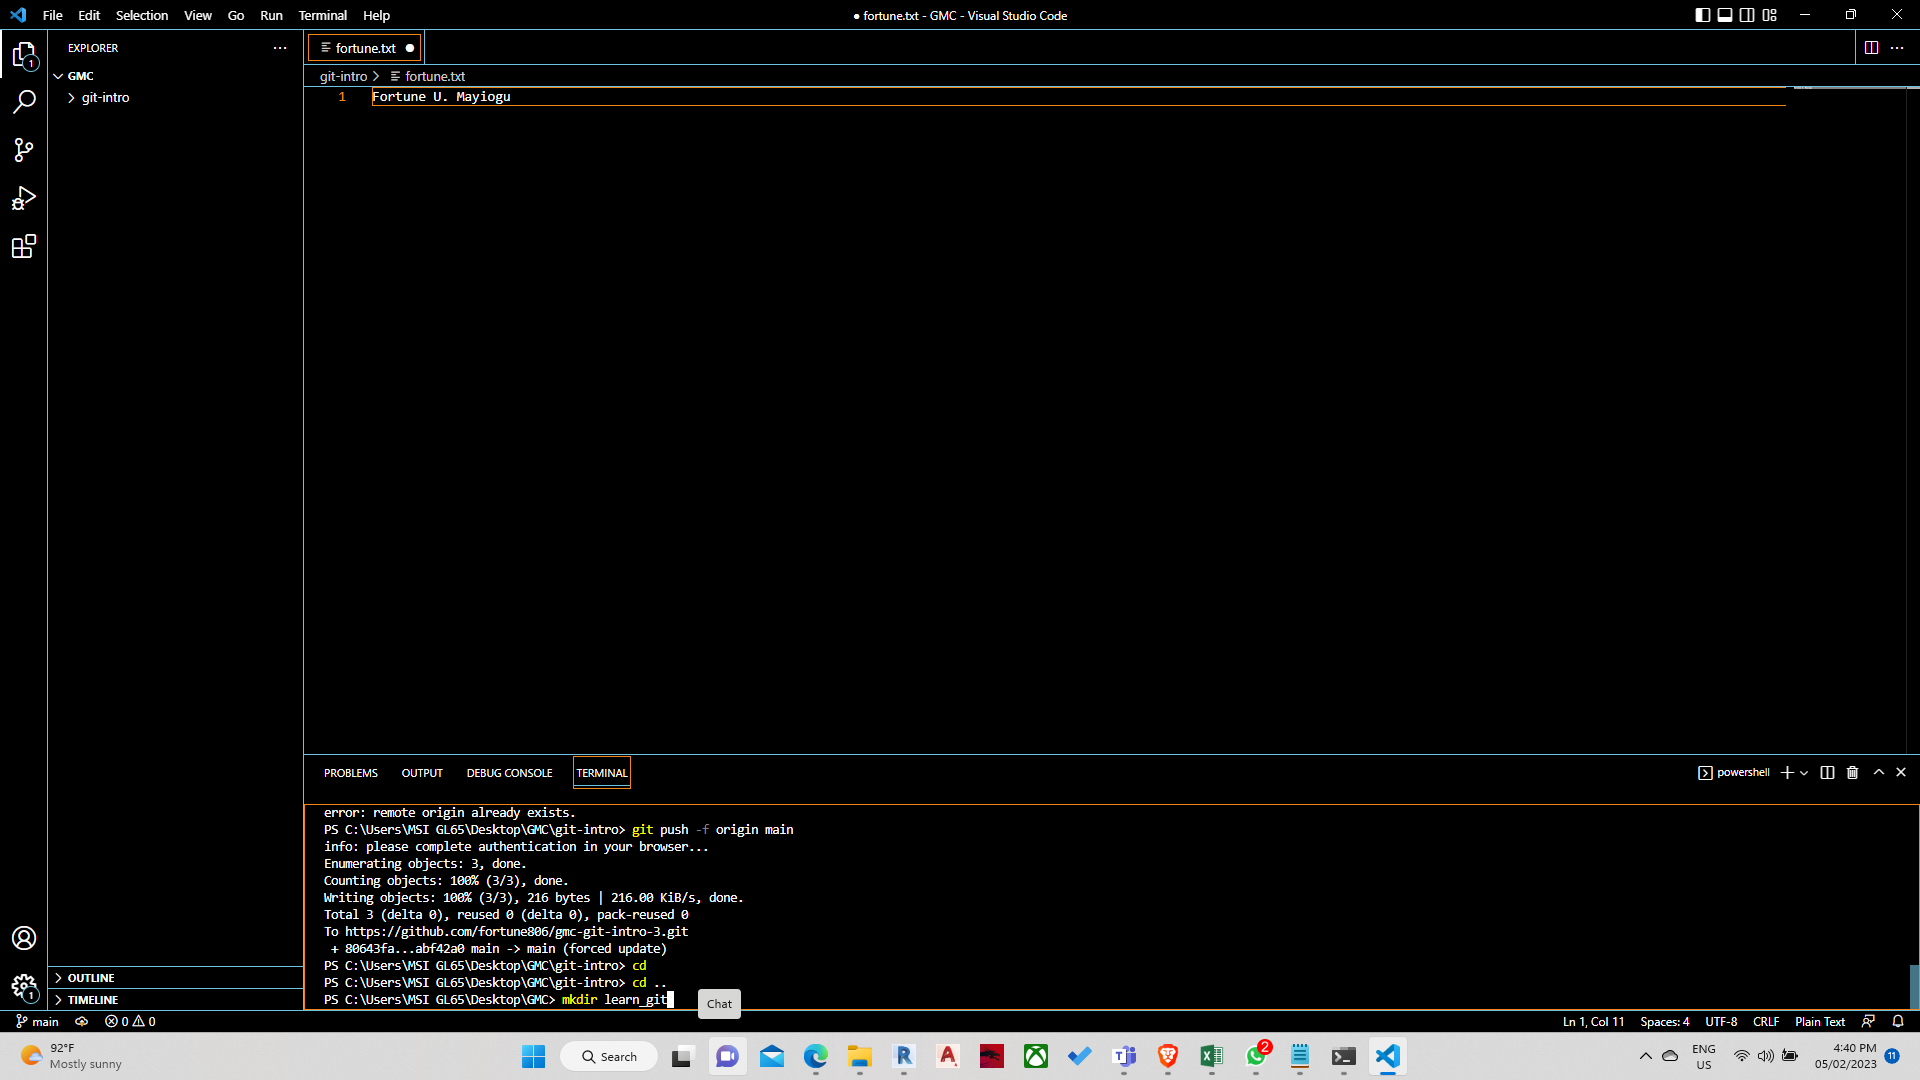 File Edit Selection View Go Run Terminal Help
● fortune.txt - GMC - Visual Studio Code
EXPLORER
fortune.txt
GMC
git-intro > fortune.txt
git-intro
1 Fortune U. Mayiogu
PROBLEMS OUTPUT DEBUG CONSOLE TERMINAL
powershell
error: remote origin already exists.
PS C:\Users\MSI GL65\Desktop\GMC\git-intro> git push -f origin main
info: please complete authentication in your browser...
Enumerating objects: 3, done.
Counting objects: 100% (3/3), done.
Writing objects: 100% (3/3), 216 bytes | 216.00 KiB/s, done.
Total 3 (delta 0), reused 0 (delta 0), pack-reused 0
To https://github.com/fortune806/gmc-git-intro-3.git
 + 80643fa...abf42a0 main -> main (forced update)
PS C:\Users\MSI GL65\Desktop\GMC\git-intro> cd
PS C:\Users\MSI GL65\Desktop\GMC\git-intro> cd ..
PS C:\Users\MSI GL65\Desktop\GMC> mkdir learn_git
Chat
OUTLINE
TIMELINE
1
1
main 0 0
Ln 1, Col 11 Spaces: 4 UTF-8 CRLF Plain Text
92°F
Mostly sunny
Search
2
ENG
US
4:40 PM
05/02/2023
11